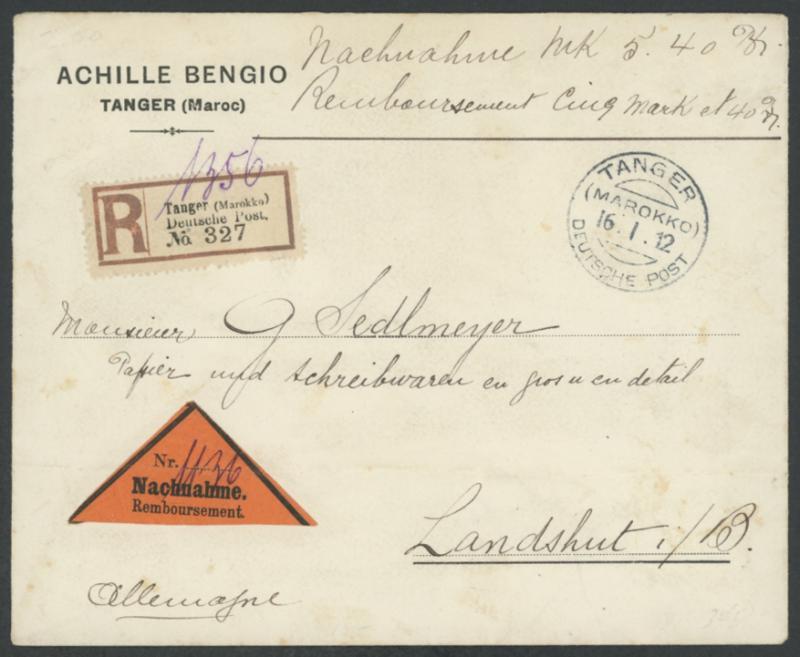 ACHILLE BENGIO
TANGER (Maroc)
Nachnahme Mk 5.40
Remboursement Cinq Mark et 40
1356
R
Tanger (Marokko)
Deutsche Post.
No 327
TANGER
(MAROKKO)
16.1.12
DEUTSCHE POST
Monsieur G Sedlmeyer
Papier und Schreibwaren en gros u en detail
Nr. 1136
Nachnahme.
Remboursement.
Landshut i/B.
Allemagne